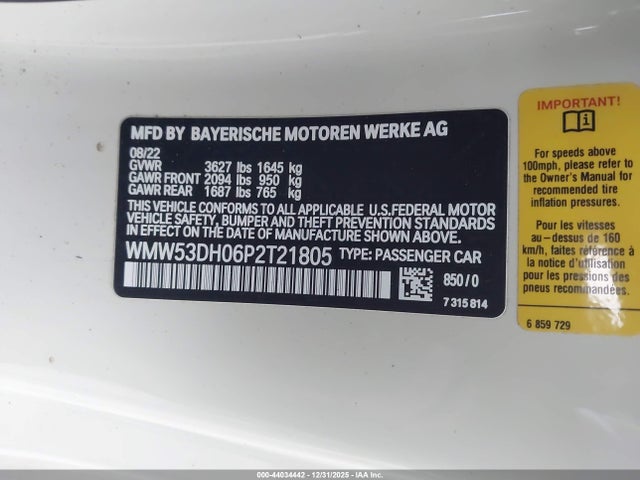 MFD BY BAYERISCHE MOTOREN WERKE AG
08/22
GVWR 3627 lbs 1645 kg
GAWR FRONT 2094 lbs 950 kg
GAWR REAR 1687 lbs 765 kg
THIS VEHICLE CONFORMS TO ALL APPLICABLE U.S.FEDERAL MOTOR
VEHICLE SAFETY, BUMPER AND THEFT PREVENTION STANDARDS
IN EFFECT ON THE DATE OF MANUFACTURE SHOWN ABOVE.
WMW53DH06P2T21805 TYPE: PASSENGER CAR
850/0
7 315 814
IMPORTANT!
For speeds above
100mph, please refer to
the Owner's Manual for
recommended tire
inflation pressures.
Pour les vitesses
au-dessus de 160
km/h, faites référence à
la notice d'utilisation
pour les pressions des
pneus recommandées.
6 859 729
000-44034442 - 12/31/2025 - IAA Inc.